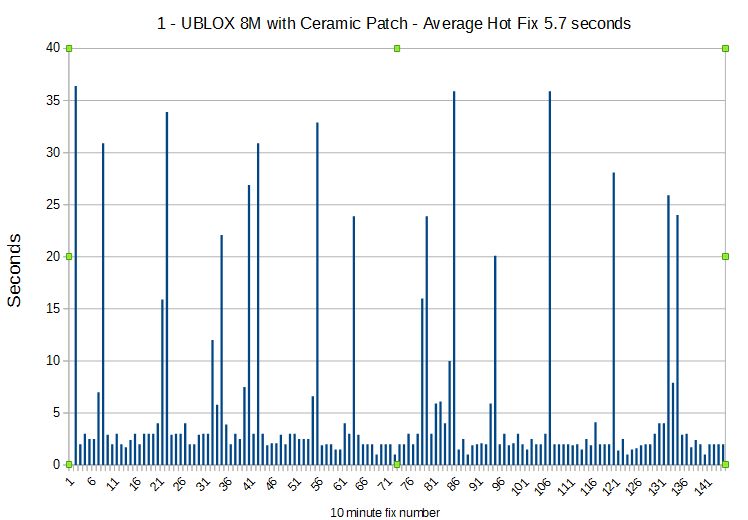 1 - UBLOX 8M with Ceramic Patch - Average Hot Fix 5.7 seconds
40
35
30
25
20
15
10
5
0
Seconds
1 6 11 16 21 26 31 36 41 46 51 56 61 66 71 76 81 86 91 96 101 106 111 116 121 126 131 136 141
10 minute fix number